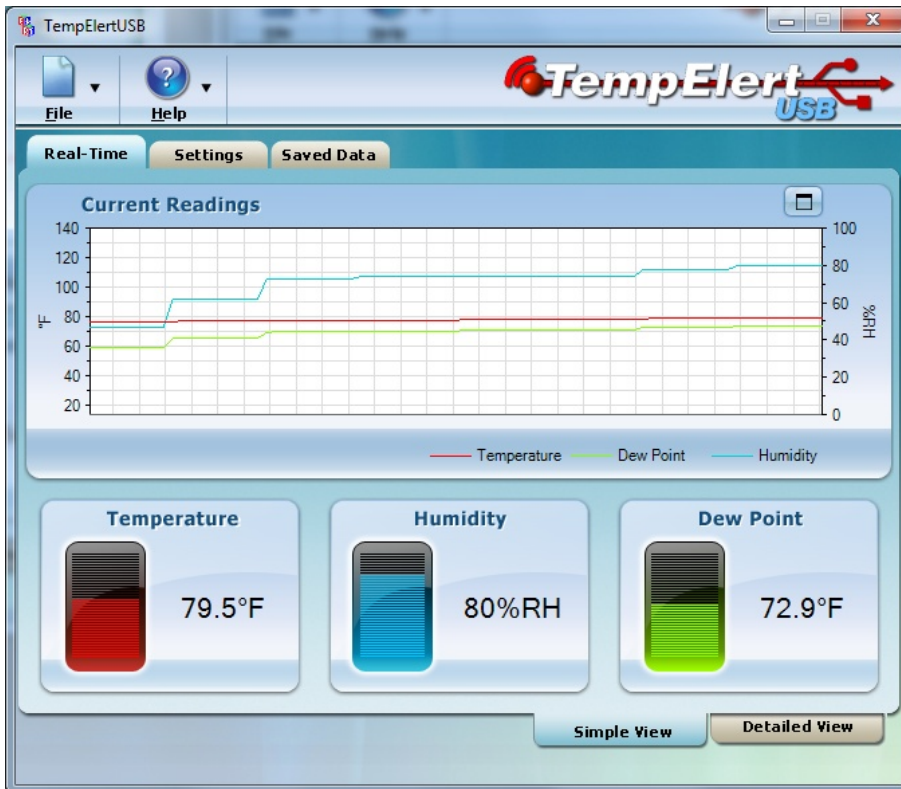 TempElertUSB
File
Help
TempElert
USB
Real-Time
Settings
Saved Data
Current Readings
140
120
100
80
60
40
20
°F
100
80
60
40
20
0
%RH
Temperature
Dew Point
Humidity
Temperature
Humidity
Dew Point
79.5°F
80%RH
72.9°F
Simple View
Detailed View